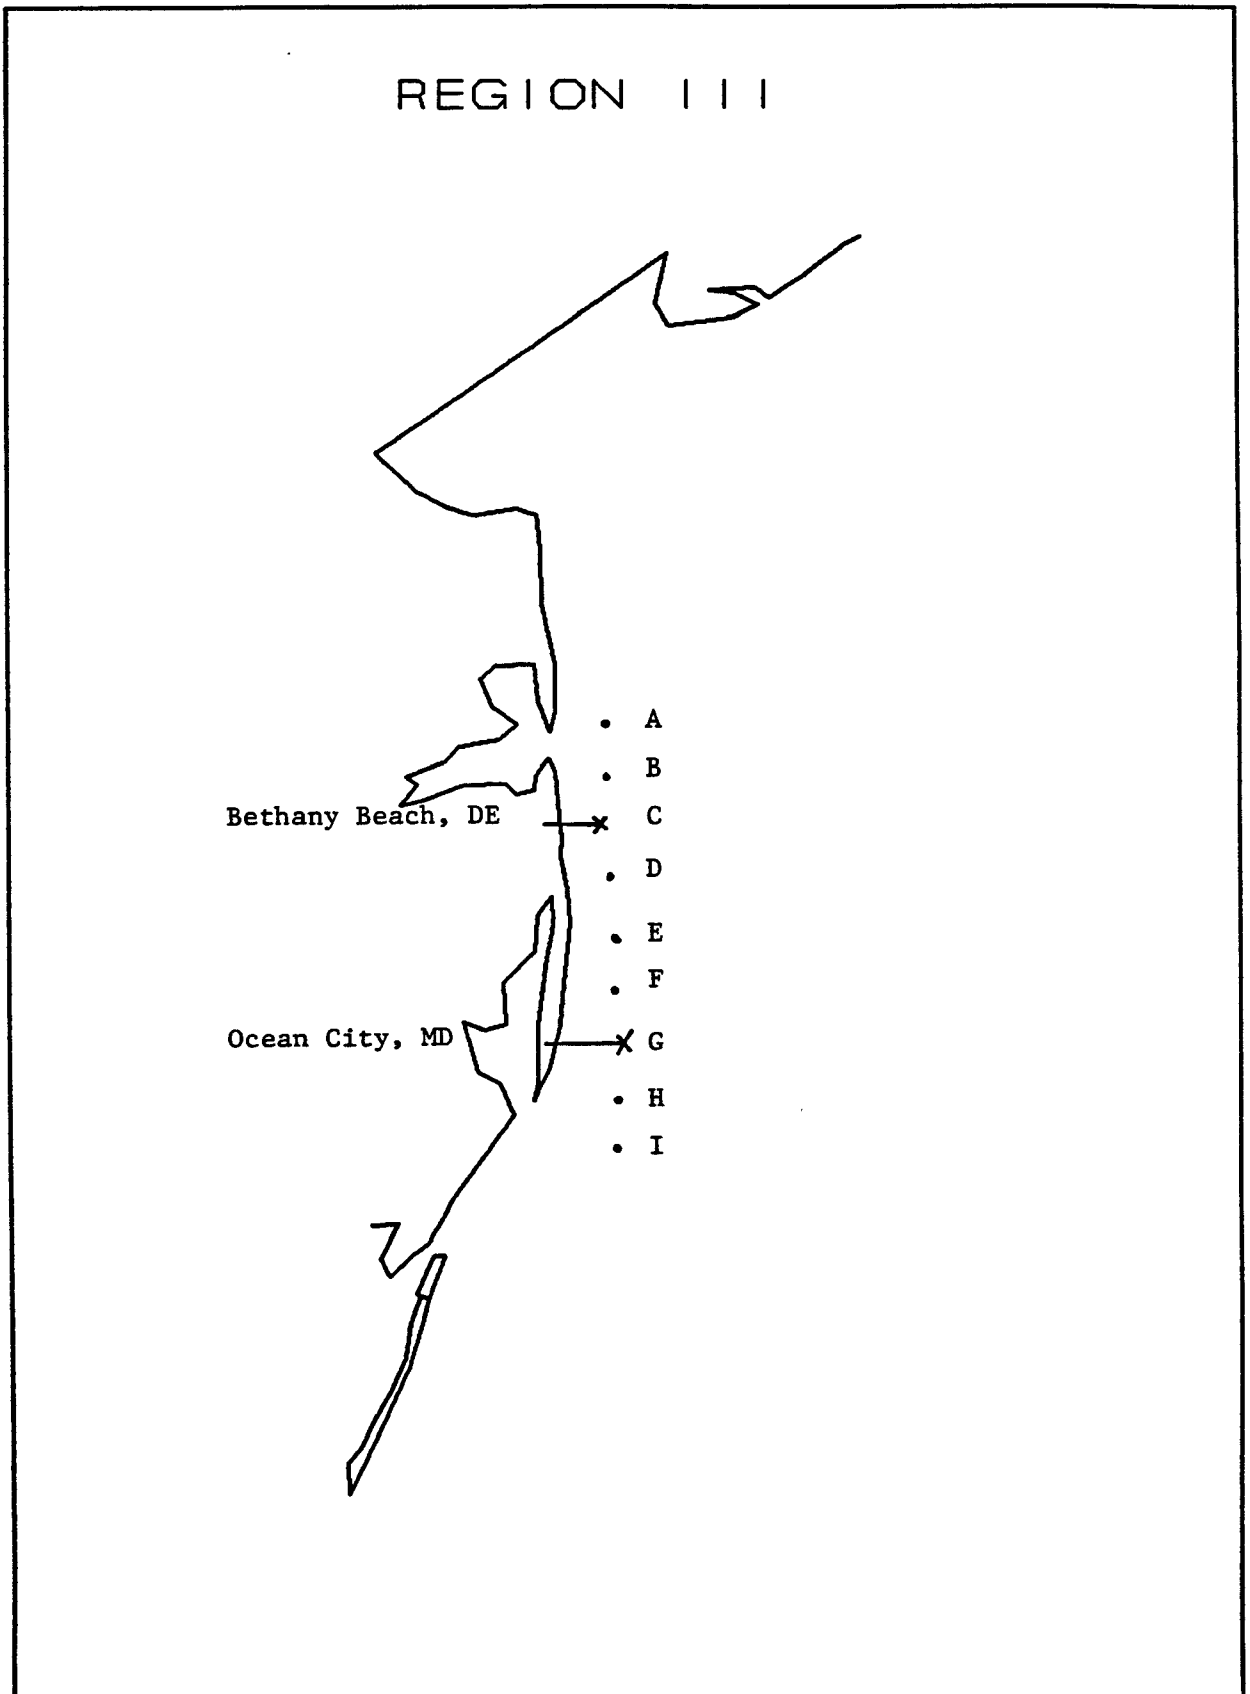 REGION III
A
B
Bethany Beach, DE C
D
E
F
Ocean City, MD G
H
I